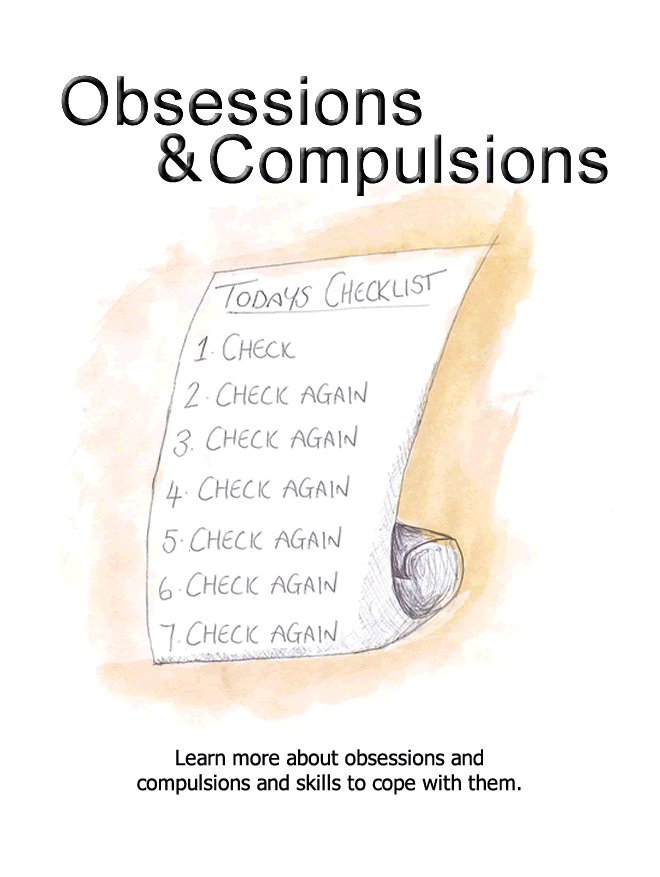 Obsessions
&Compulsions
TODAYS CHECKLIST
1. CHECK
2. CHECK AGAIN
3. CHECK AGAIN
4. CHECK AGAIN
5. CHECK AGAIN
6. CHECK AGAIN
7. CHECK AGAIN
Learn more about obsessions and
compulsions and skills to cope with them.